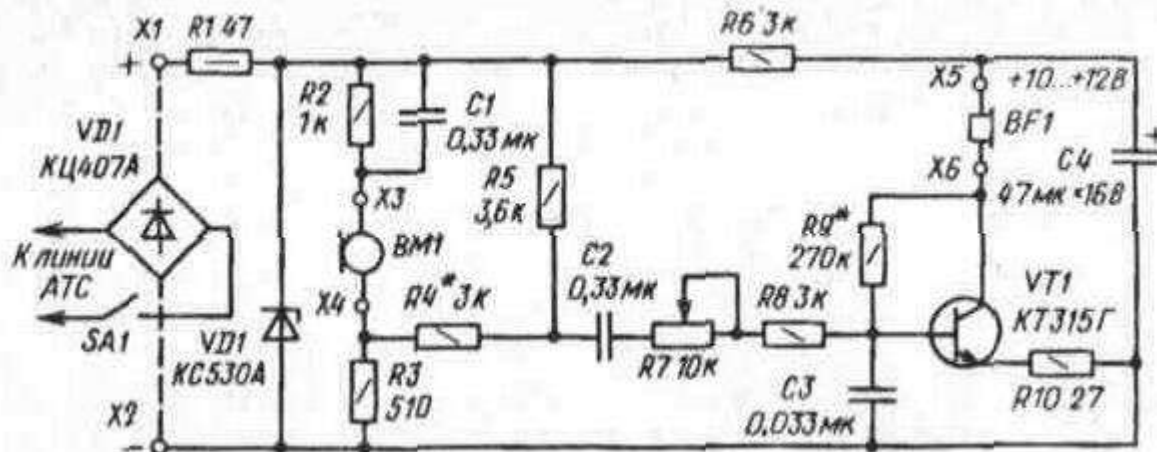 X1
+
R1 47
R6 3к
R2
1к
C1
0,33мк
X5
+10...+12В
BF1
X6
C4
+
47мк×16В
VD1
КЦ407А
X3
R5
3,6к
BM1
R9*
270к
К линии
АТС
X4
R4* 3к
C2
0,33мк
R8 3к
VT1
КТ315Г
SA1
VD1
КС530А
R3
510
R7 10к
C3
0,033мк
R10 27
X2
-